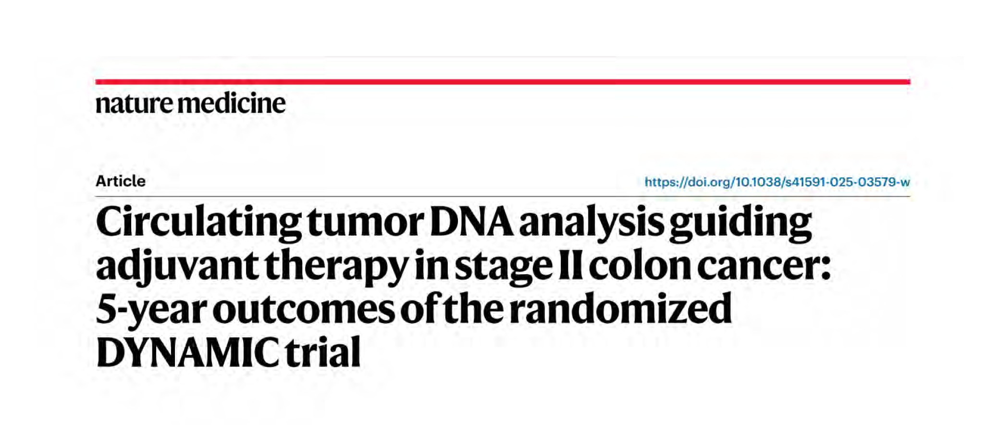 nature medicine
Article
https://doi.org/10.1038/s41591-025-03579-w
Circulating tumor DNA analysis guiding
adjuvant therapy in stage II colon cancer:
5-year outcomes of the randomized
DYNAMIC trial